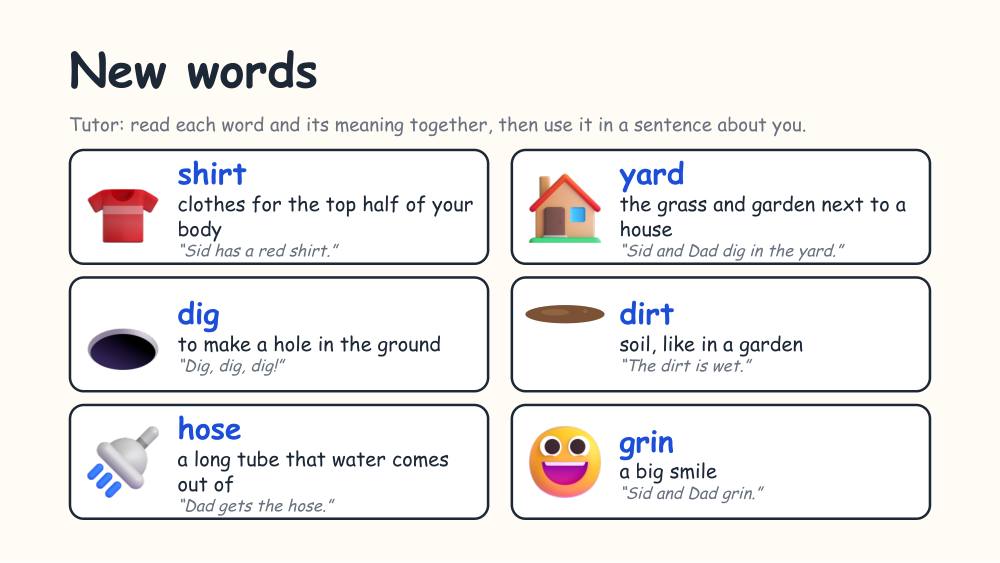 New words
Tutor: read each word and its meaning together, then use it in a sentence about you.
shirt
clothes for the top half of your
body
“Sid has a red shirt.”
yard
the grass and garden next to a
house
“Sid and Dad dig in the yard.”
dig
to make a hole in the ground
“Dig, dig, dig!”
dirt
soil, like in a garden
“The dirt is wet.”
hose
a long tube that water comes
out of
“Dad gets the hose.”
grin
a big smile
“Sid and Dad grin.”